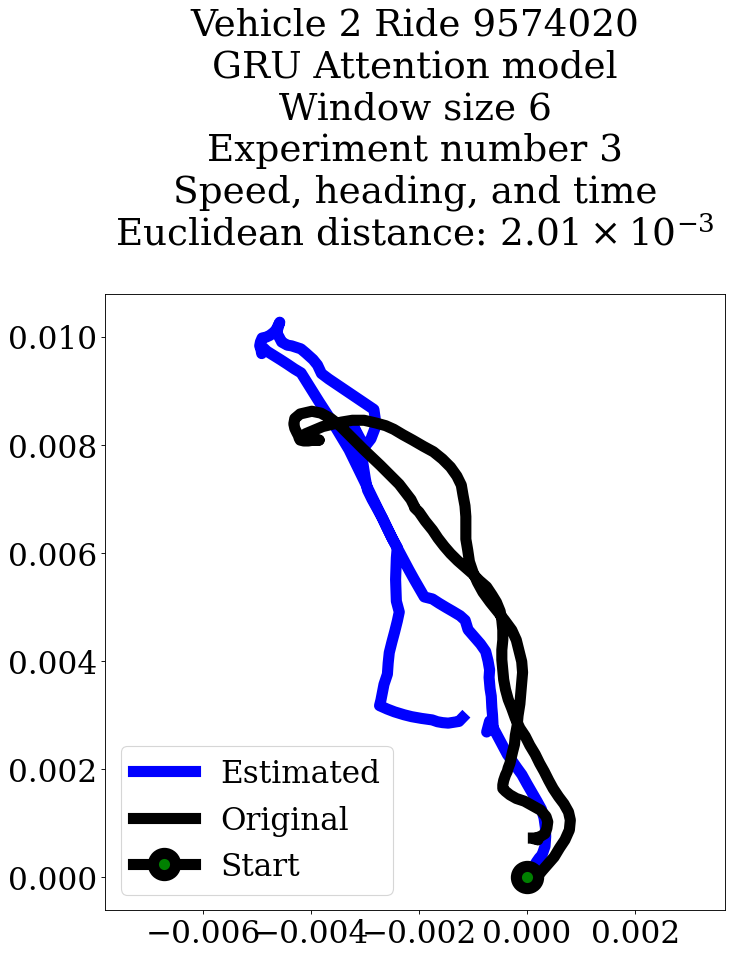 Vehicle 2 Ride 9574020
GRU Attention model
Window size 6
Experiment number 3
Speed, heading, and time
Euclidean distance: 2.01 × 10⁻³
0.010
0.008
0.006
0.004
0.002
0.000
Estimated
Original
Start
−0.006 −0.004 −0.002 0.000 0.002